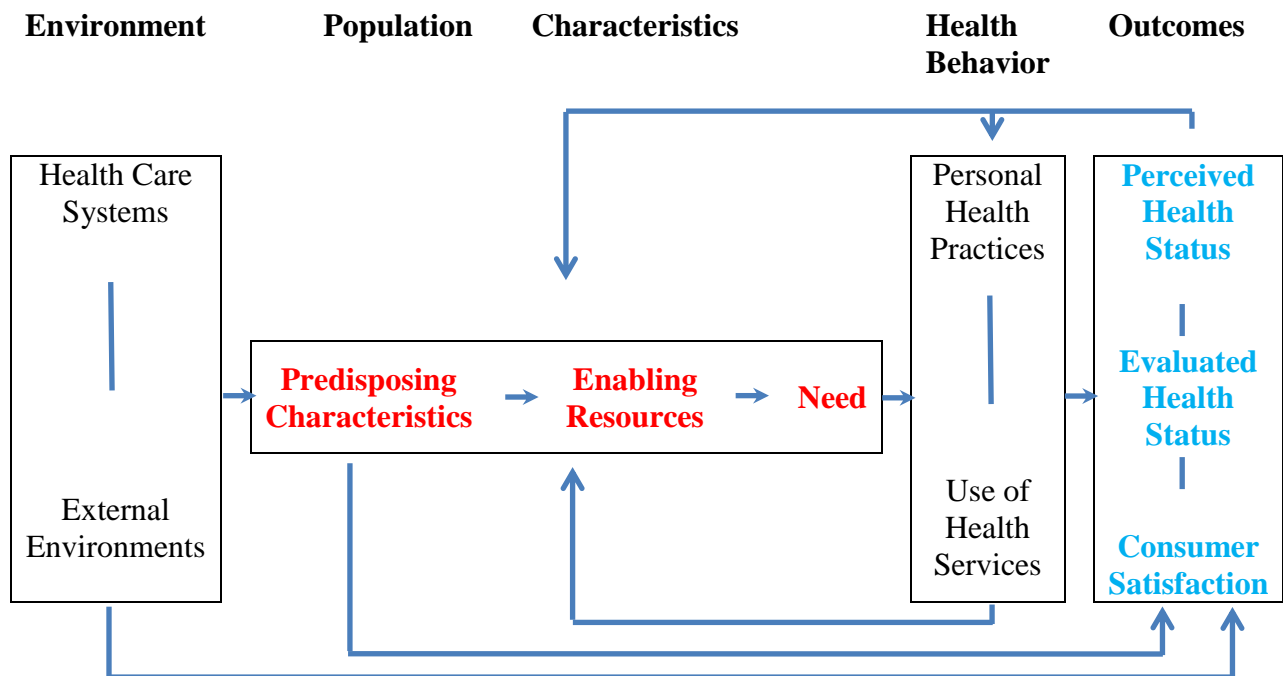 Environment
Population
Characteristics
Health
Behavior
Outcomes
Health Care
Systems
External
Environments
Predisposing
Characteristics
Enabling
Resources
Need
Personal
Health
Practices
Use of
Health
Services
Perceived
Health
Status
Evaluated
Health
Status
Consumer
Satisfaction